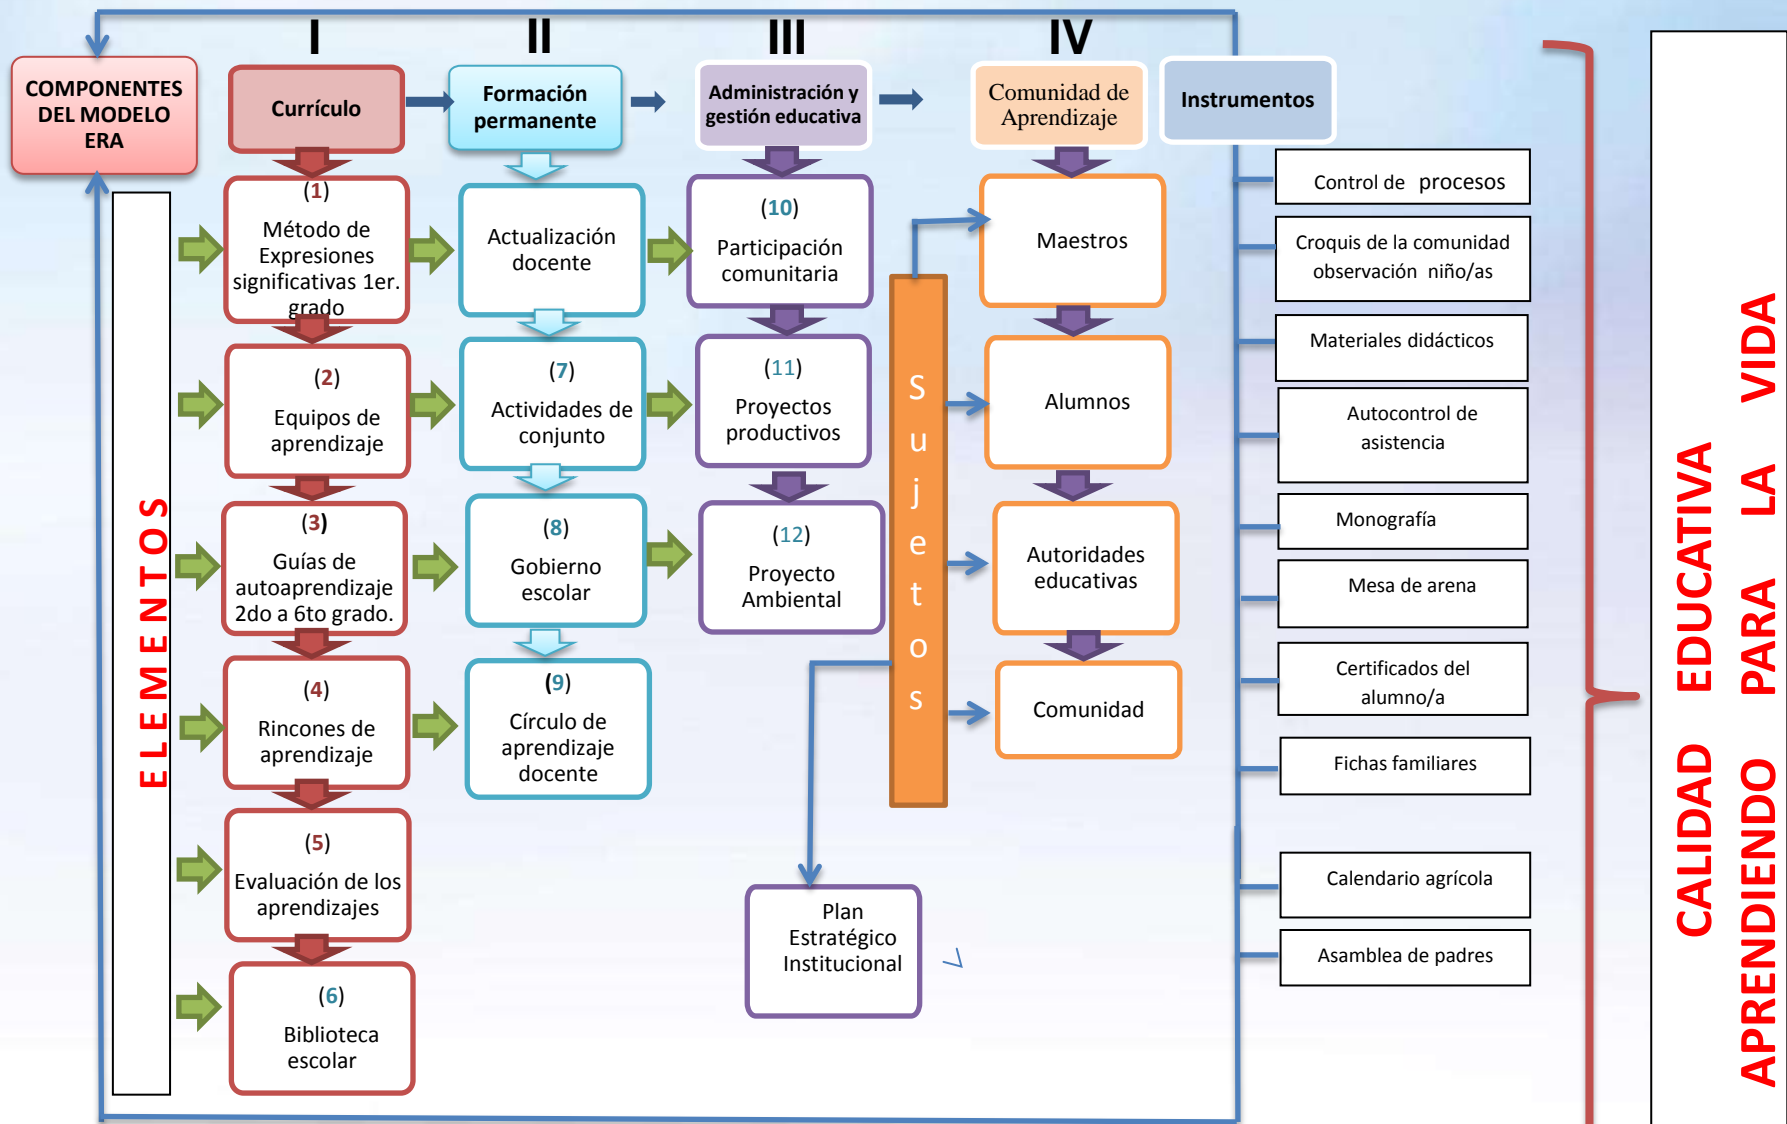 I
II
III
IV
COMPONENTES
DEL MODELO
ERA
Currículo
Formación
permanente
Administración y
gestión educativa
Comunidad de
Aprendizaje
Instrumentos
ELEMENTOS
(1)
Método de
Expresiones
significativas 1er.
grado
(2)
Equipos de
aprendizaje
(3)
Guías de
autoaprendizaje
2do a 6to grado.
(4)
Rincones de
aprendizaje
(5)
Evaluación de los
aprendizajes
(6)
Biblioteca
escolar
Actualización
docente
(7)
Actividades de
conjunto
(8)
Gobierno
escolar
(9)
Círculo de
aprendizaje
docente
(10)
Participación
comunitaria
(11)
Proyectos
productivos
(12)
Proyecto
Ambiental
Plan
Estratégico
Institucional
Sujetos
Maestros
Alumnos
Autoridades
educativas
Comunidad
Control de procesos
Croquis de la comunidad
observación niño/as
Materiales didácticos
Autocontrol de
asistencia
Monografía
Mesa de arena
Certificados del
alumno/a
Fichas familiares
Calendario agrícola
Asamblea de padres
CALIDAD EDUCATIVA
APRENDIENDO PARA LA VIDA